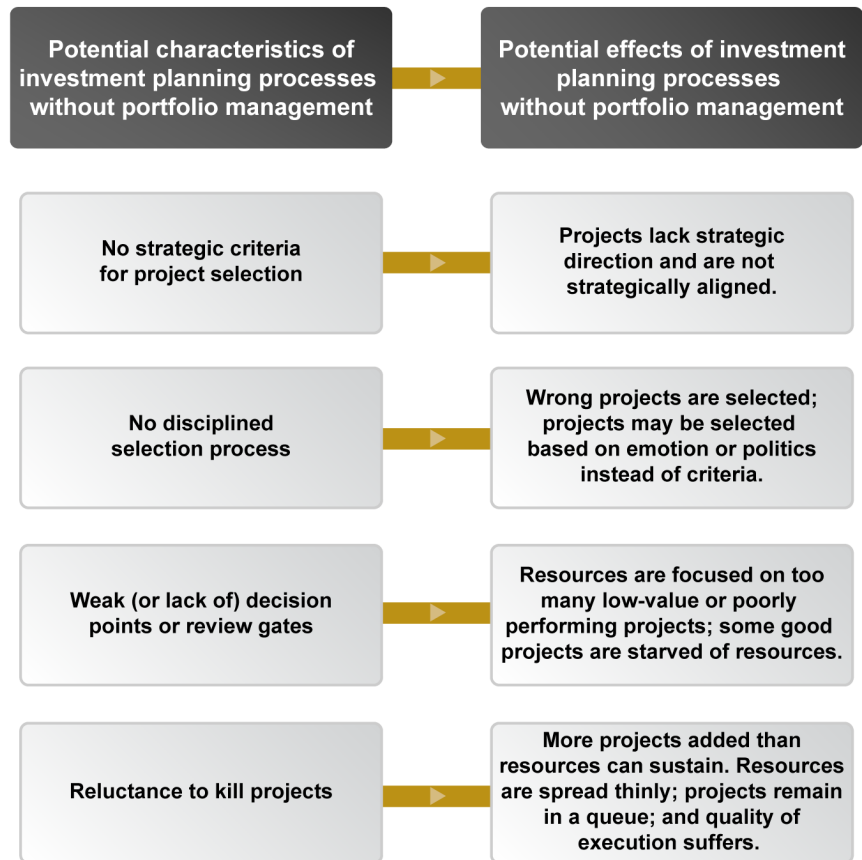 Potential characteristics of
investment planning processes
without portfolio management
Potential effects of investment
planning processes
without portfolio management
No strategic criteria
for project selection
Projects lack strategic
direction and are not
strategically aligned.
No disciplined
selection process
Wrong projects are selected;
projects may be selected
based on emotion or politics
instead of criteria.
Weak (or lack of) decision
points or review gates
Resources are focused on too
many low-value or poorly
performing projects; some good
projects are starved of resources.
Reluctance to kill projects
More projects added than
resources can sustain. Resources
are spread thinly; projects remain
in a queue; and quality of
execution suffers.